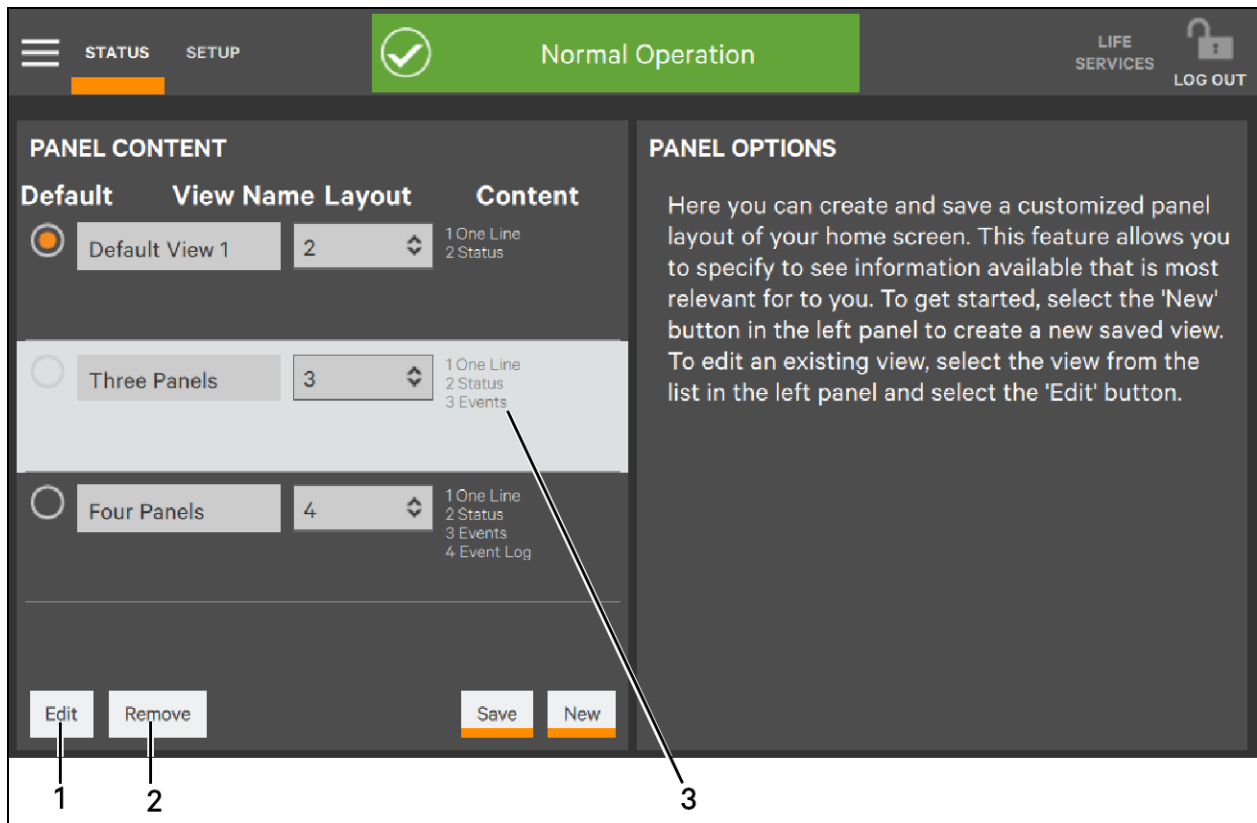 STATUS SETUP Normal Operation LIFE SERVICES LOG OUT
PANEL CONTENT
Default View Name Layout Content
Default View 1 2 1 One Line
2 Status
Three Panels 3 1 One Line
2 Status
3 Events
Four Panels 4 1 One Line
2 Status
3 Events
4 Event Log
Edit Remove Save New
PANEL OPTIONS
Here you can create and save a customized panel
layout of your home screen. This feature allows you
to specify to see information available that is most
relevant for to you. To get started, select the 'New'
button in the left panel to create a new saved view.
To edit an existing view, select the view from the
list in the left panel and select the 'Edit' button.
1 2 3